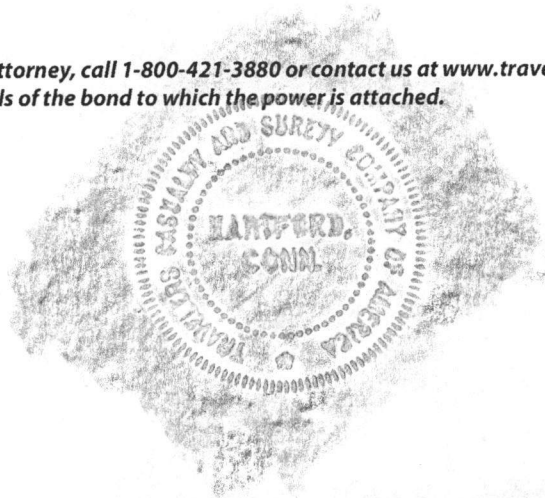 ttorney, call 1-800-421-3880 or contact us at www.trave
ls of the bond to which the power is attached.
TRAVELERS CASUALTY AND SURETY COMPANY OF AMERICA
HARTFORD,
CONN.